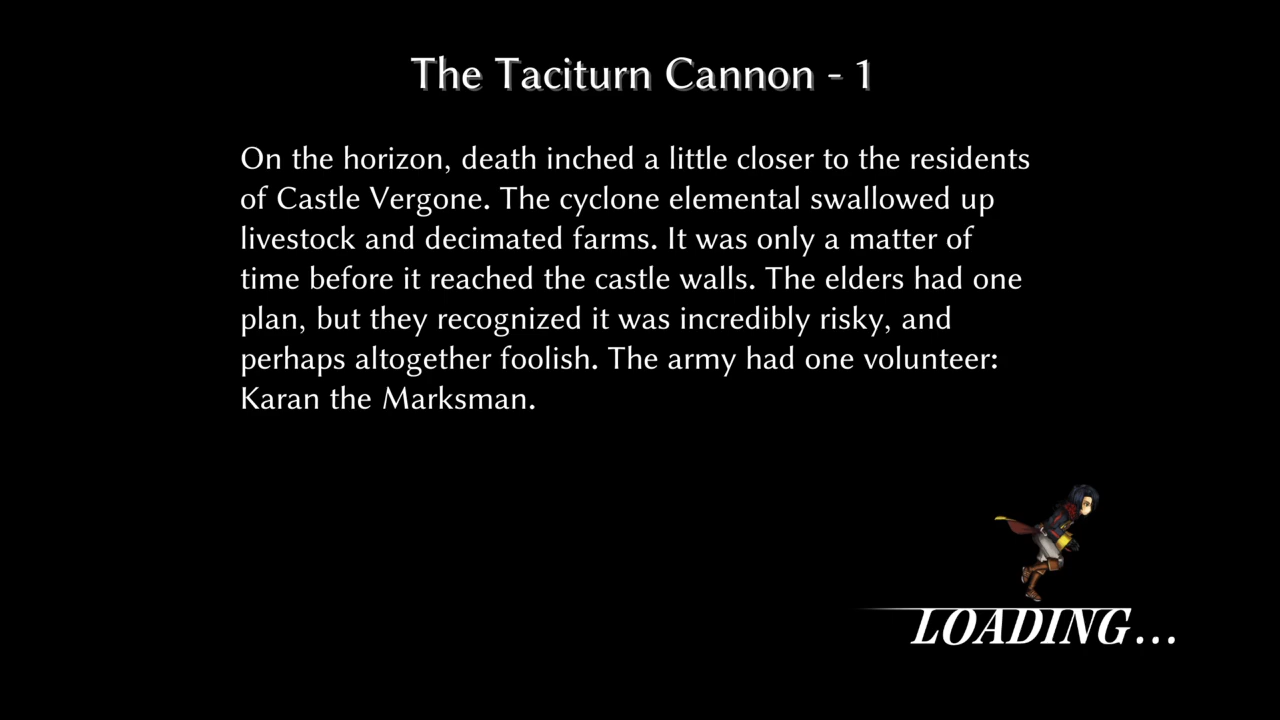 The Taciturn Cannon - 1
On the horizon, death inched a little closer to the residents
of Castle Vergone. The cyclone elemental swallowed up
livestock and decimated farms. It was only a matter of
time before it reached the castle walls. The elders had one
plan, but they recognized it was incredibly risky, and
perhaps altogether foolish. The army had one volunteer:
Karan the Marksman.
LOADING...